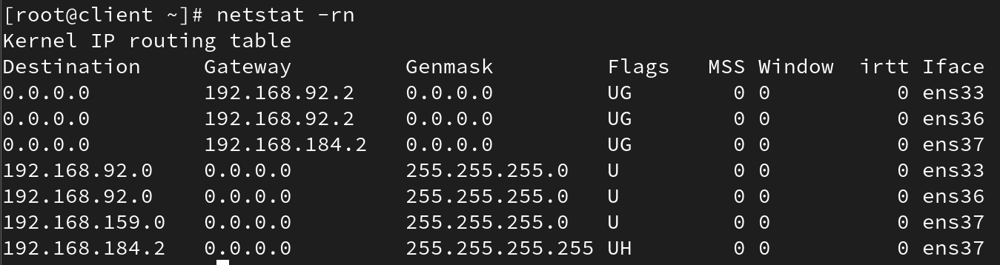 [root@client ~]# netstat -rn
Kernel IP routing table
Destination     Gateway         Genmask         Flags   MSS Window  irtt Iface
0.0.0.0         192.168.92.2    0.0.0.0         UG        0 0          0 ens33
0.0.0.0         192.168.92.2    0.0.0.0         UG        0 0          0 ens36
0.0.0.0         192.168.184.2   0.0.0.0         UG        0 0          0 ens37
192.168.92.0    0.0.0.0         255.255.255.0   U         0 0          0 ens33
192.168.92.0    0.0.0.0         255.255.255.0   U         0 0          0 ens36
192.168.159.0   0.0.0.0         255.255.255.0   U         0 0          0 ens37
192.168.184.2   0.0.0.0         255.255.255.255 UH        0 0          0 ens37